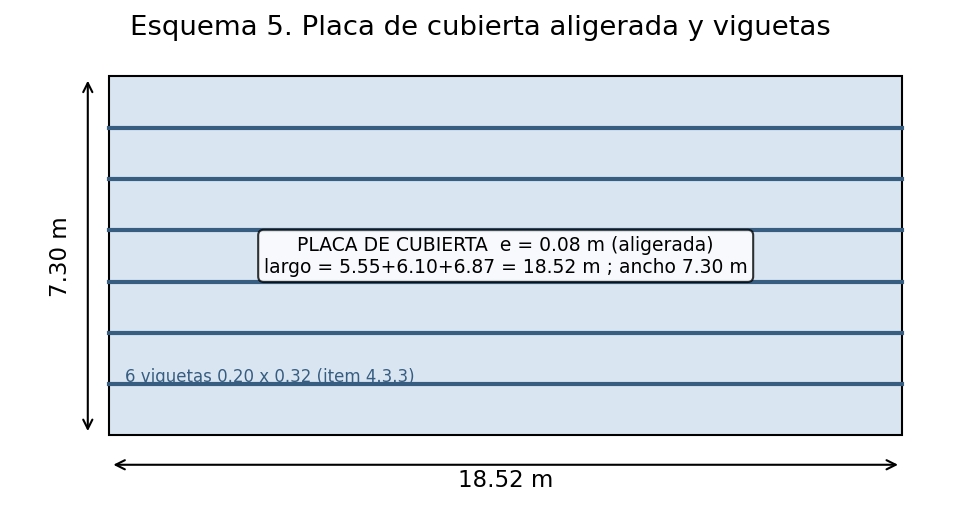 Esquema 5. Placa de cubierta aligerada y viguetas
7.30 m
PLACA DE CUBIERTA e = 0.08 m (aligerada)
largo = 5.55+6.10+6.87 = 18.52 m ; ancho 7.30 m
6 viguetas 0.20 x 0.32 (item 4.3.3)
18.52 m